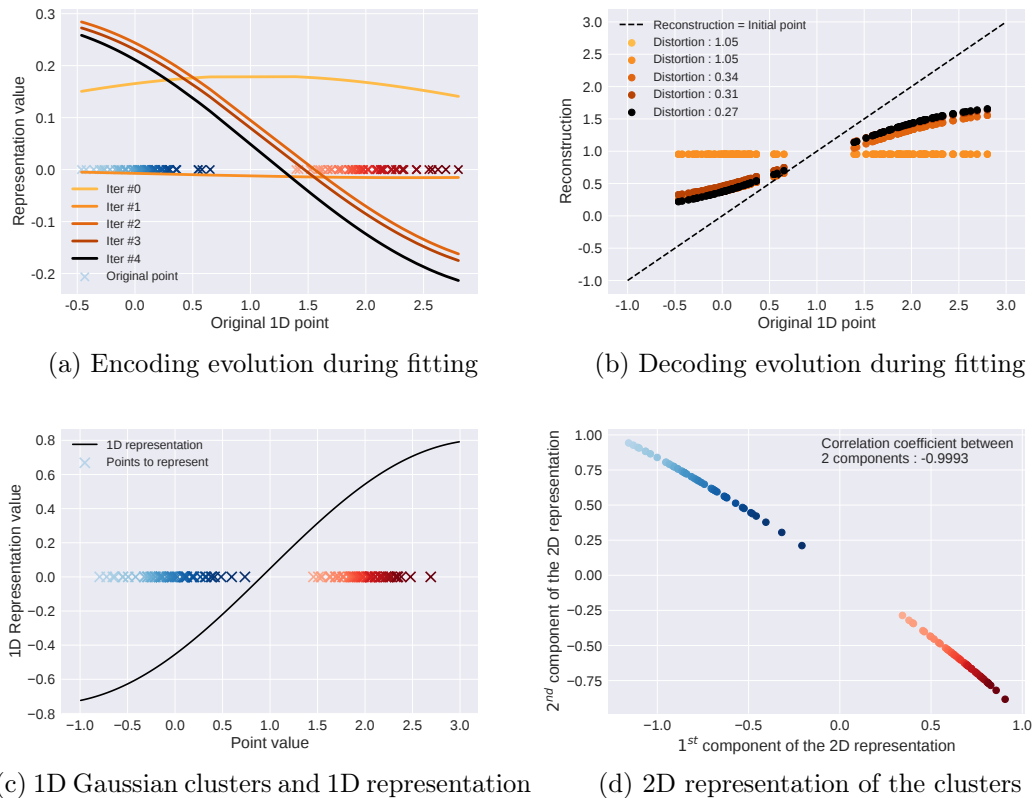 0.3
0.2
0.1
0.0
-0.1
-0.2
Representation value
Iter #0
Iter #1
Iter #2
Iter #3
Iter #4
Original point
-0.5 0.0 0.5 1.0 1.5 2.0 2.5
Original 1D point
(a) Encoding evolution during fitting
3.0
2.5
2.0
1.5
1.0
0.5
0.0
-0.5
-1.0
Reconstruction
Reconstruction = Initial point
Distortion : 1.05
Distortion : 1.05
Distortion : 0.34
Distortion : 0.31
Distortion : 0.27
-1.0 -0.5 0.0 0.5 1.0 1.5 2.0 2.5 3.0
Original 1D point
(b) Decoding evolution during fitting
0.8
0.6
0.4
0.2
0.0
−0.2
−0.4
−0.6
−0.8
1D Representation value
1D representation
Points to represent
−1.0 −0.5 0.0 0.5 1.0 1.5 2.0 2.5 3.0
Point value
(c) 1D Gaussian clusters and 1D representation
1.00
0.75
0.50
0.25
0.00
−0.25
−0.50
−0.75
2nd component of the 2D representation
Correlation coefficient between
2 components : -0.9993
−1.0 −0.5 0.0 0.5 1.0
1st component of the 2D representation
(d) 2D representation of the clusters